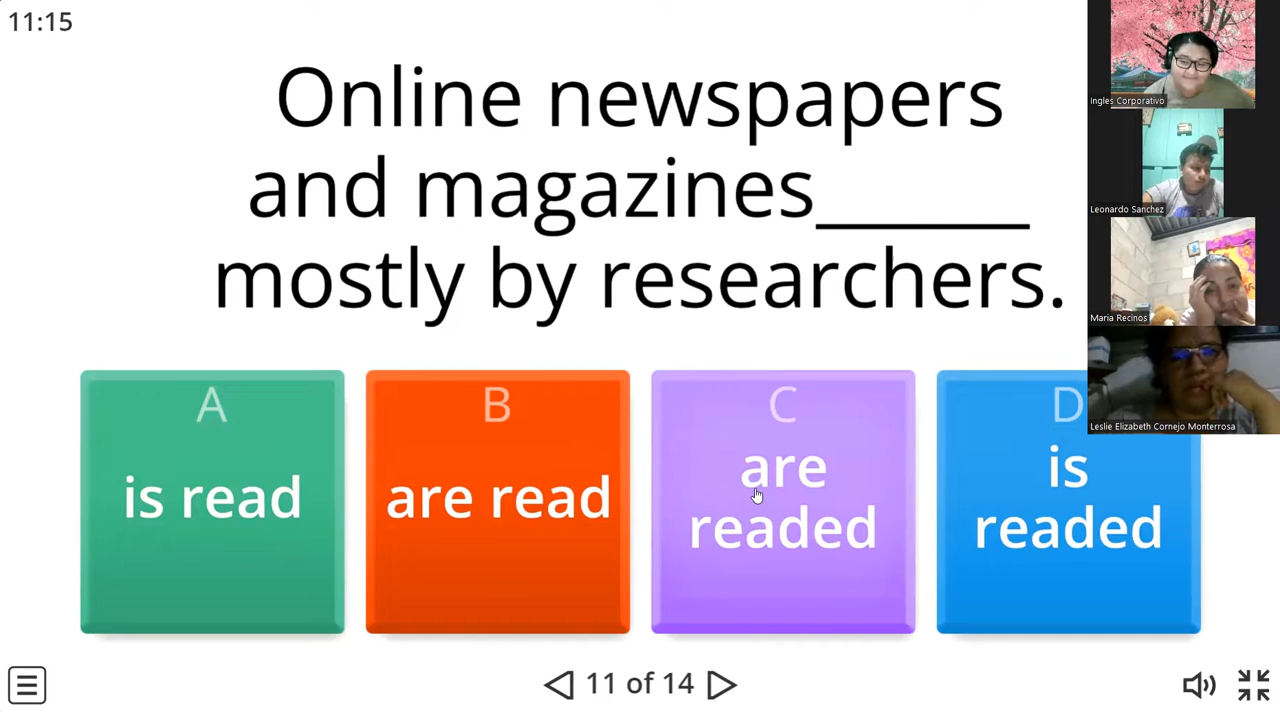 11:15
Online newspapers
and magazines______
mostly by researchers.
A
is read
B
are read
C
are
readed
D
is
readed
11 of 14
Ingles Corporativo
Leonardo Sanchez
Maria Recinos
Leslie Elizabeth Cornejo Monterrosa